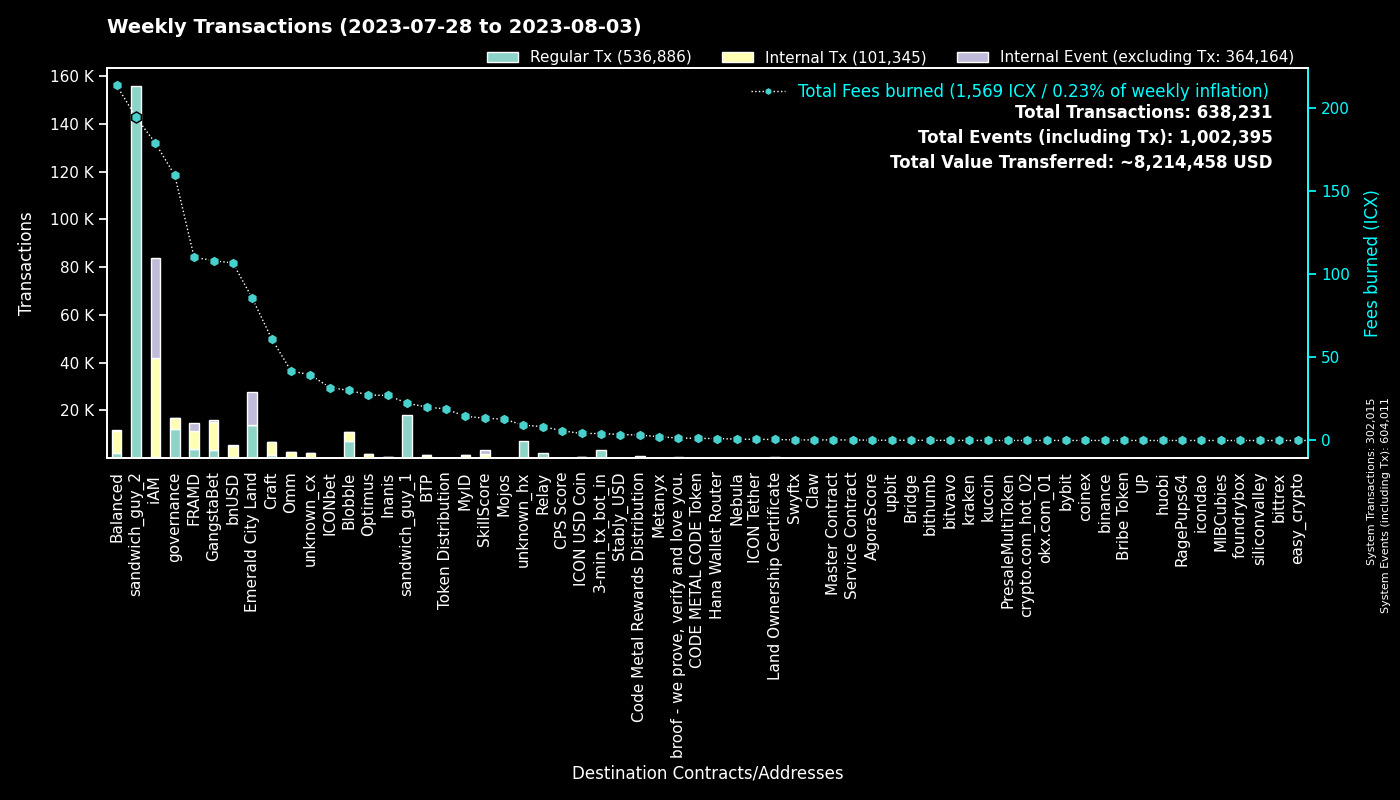 Weekly Transactions (2023-07-28 to 2023-08-03)
Regular Tx (536,886)
Internal Tx (101,345)
Internal Event (excluding Tx: 364,164)
Total Fees burned (1,569 ICX / 0.23% of weekly inflation)
Total Transactions: 638,231
Total Events (including Tx): 1,002,395
Total Value Transferred: ~8,214,458 USD
Transactions
160 K
140 K
120 K
100 K
80 K
60 K
40 K
20 K
200
150
100
50
0
Fees burned (ICX)
System Transactions: 302,015
System Events (including Tx): 604,011
Balanced
sandwich_guy_2
iAM
governance
FRAMD
GangstaBet
bnUSD
Emerald City Land
Craft
Omm
unknown_cx
ICONbet
Blobble
Optimus
Inanis
sandwich_guy_1
BTP
Token Distribution
MyID
SkillScore
Mojos
unknown_hx
Relay
CPS Score
ICON USD Coin
3-min_tx_bot_in
Stably_USD
Code Metal Rewards Distribution
Metanyx
broof - we prove, verify and love you.
CODE METAL CODE Token
Hana Wallet Router
Nebula
ICON Tether
Land Ownership Certificate
Swyftx
Claw
Master Contract
Service Contract
AgoraScore
upbit
Bridge
bithumb
bitvavo
kraken
kucoin
PresaleMultiToken
crypto.com_hot_02
okx.com_01
bybit
coinex
binance
Bribe Token
UP
huobi
RagePups64
icondao
MIBCubies
foundrybox
siliconvalley
bittrex
easy_crypto
Destination Contracts/Addresses